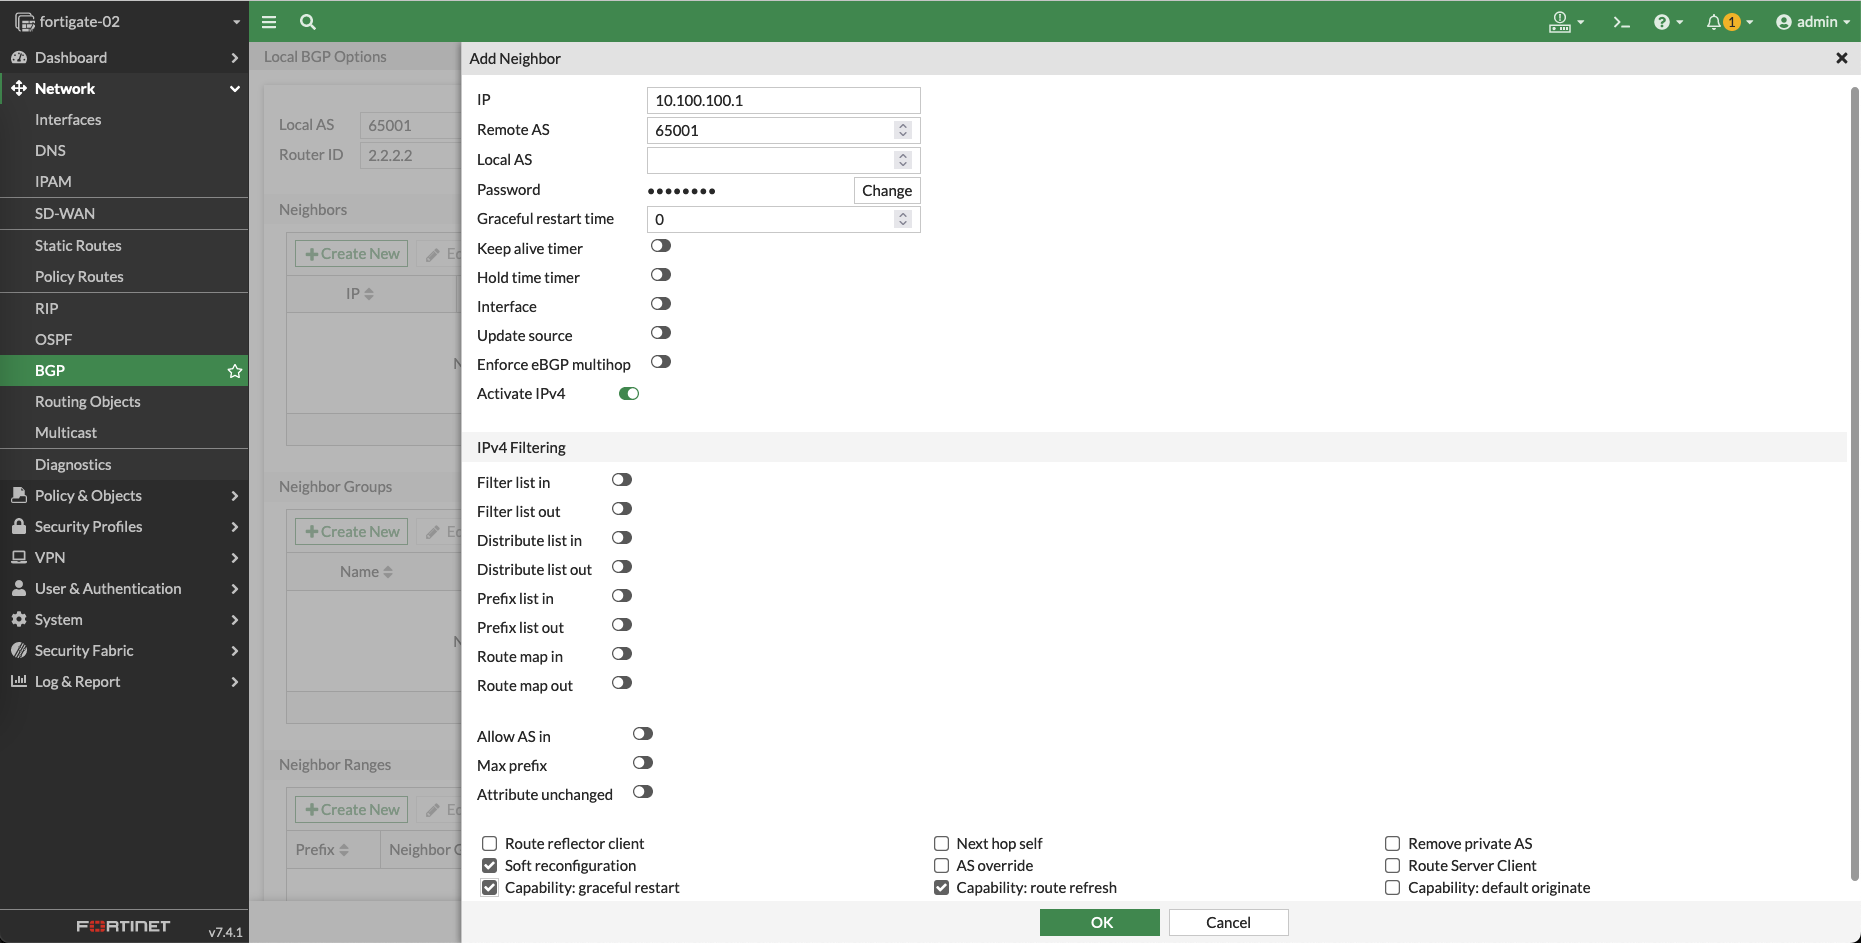 fortigate-02
1
admin
Dashboard
Network
Interfaces
DNS
IPAM
SD-WAN
Static Routes
Policy Routes
RIP
OSPF
BGP
Routing Objects
Multicast
Diagnostics
Policy & Objects
Security Profiles
VPN
User & Authentication
System
Security Fabric
Log & Report
FORTINET
v7.4.1
Local BGP Options
Local AS 65001
Router ID 2.2.2.2
Neighbors
Create New
IP
Neighbor Groups
Create New
Name
Neighbor Ranges
Create New
Prefix Neighbor
Add Neighbor
IP 10.100.100.1
Remote AS 65001
Local AS
Password •••••••• Change
Graceful restart time 0
Keep alive timer
Hold time timer
Interface
Update source
Enforce eBGP multihop
Activate IPv4
IPv4 Filtering
Filter list in
Filter list out
Distribute list in
Distribute list out
Prefix list in
Prefix list out
Route map in
Route map out
Allow AS in
Max prefix
Attribute unchanged
Route reflector client Next hop self Remove private AS
Soft reconfiguration AS override Route Server Client
Capability: graceful restart Capability: route refresh Capability: default originate
OK Cancel